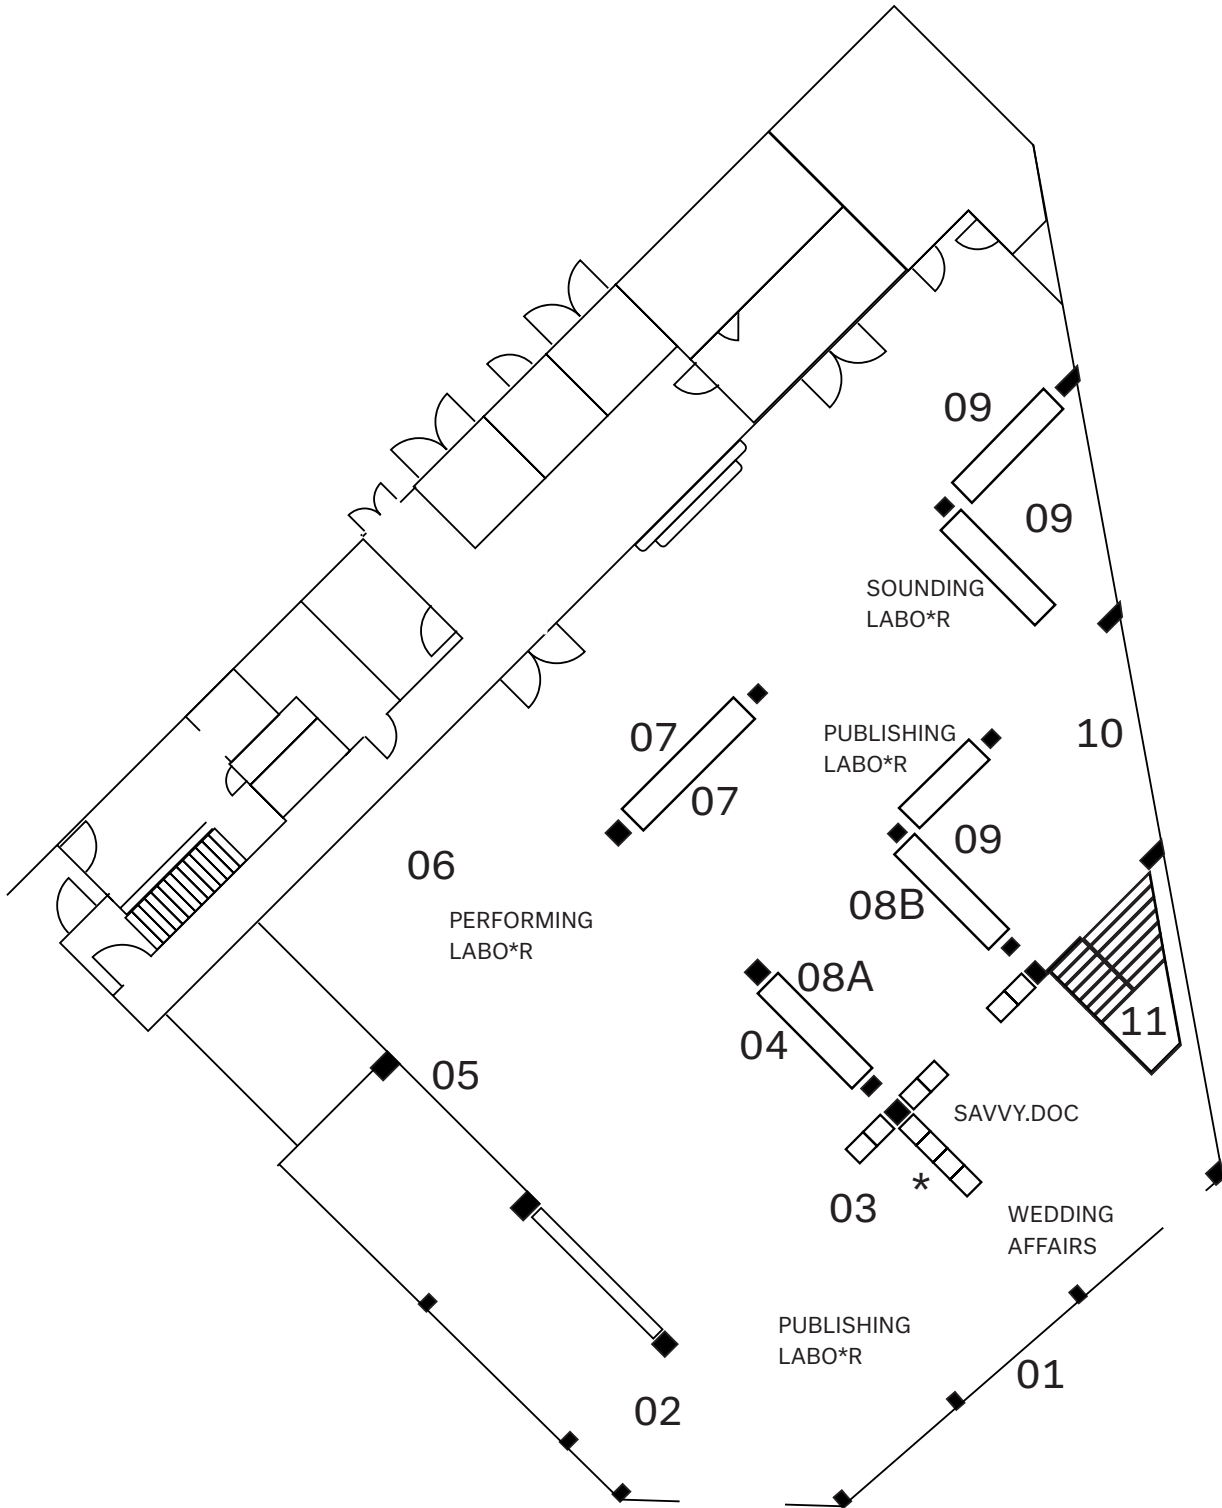 09
09
SOUNDING
LABO*R
07
07
PUBLISHING
LABO*R
10
09
06
08B
PERFORMING
LABO*R
08A
04
11
05
SAVVY.DOC
*
03
WEDDING
AFFAIRS
PUBLISHING
LABO*R
01
02